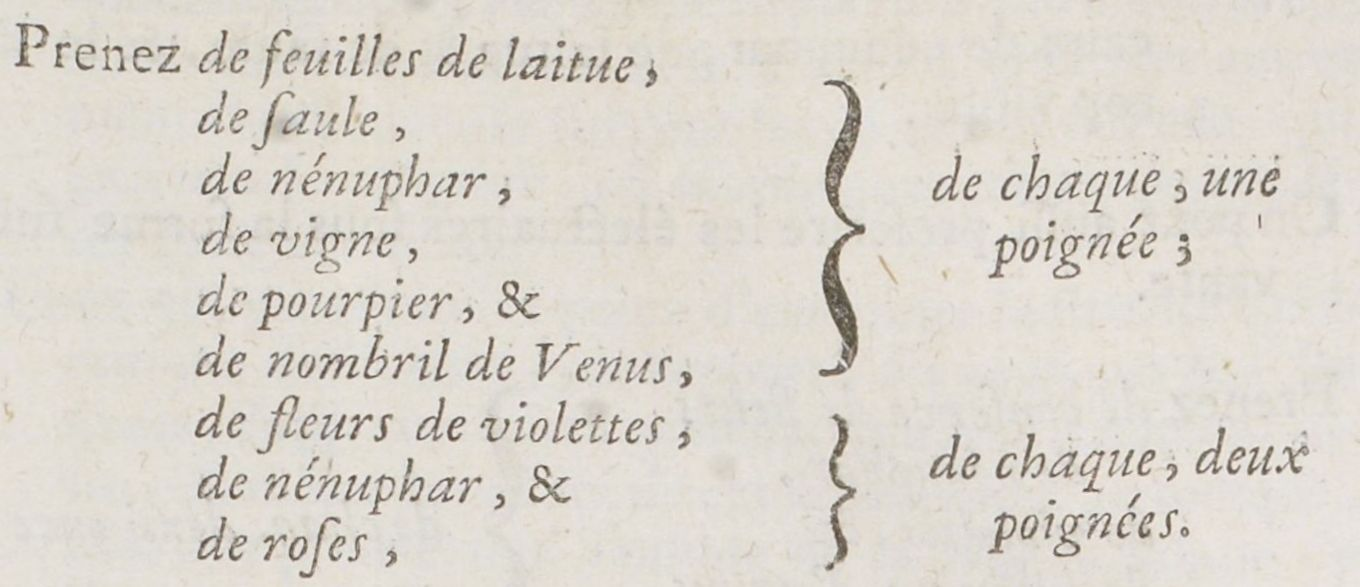 Prenez de feuilles de laitue,
de ſaule,
de nénuphar,
de vigne,
de pourpier, &
de nombril de Venus,
de chaque, une
poignée;
de fleurs de violettes,
de nénuphar, &
de roſes,
de chaque, deux
poignées.